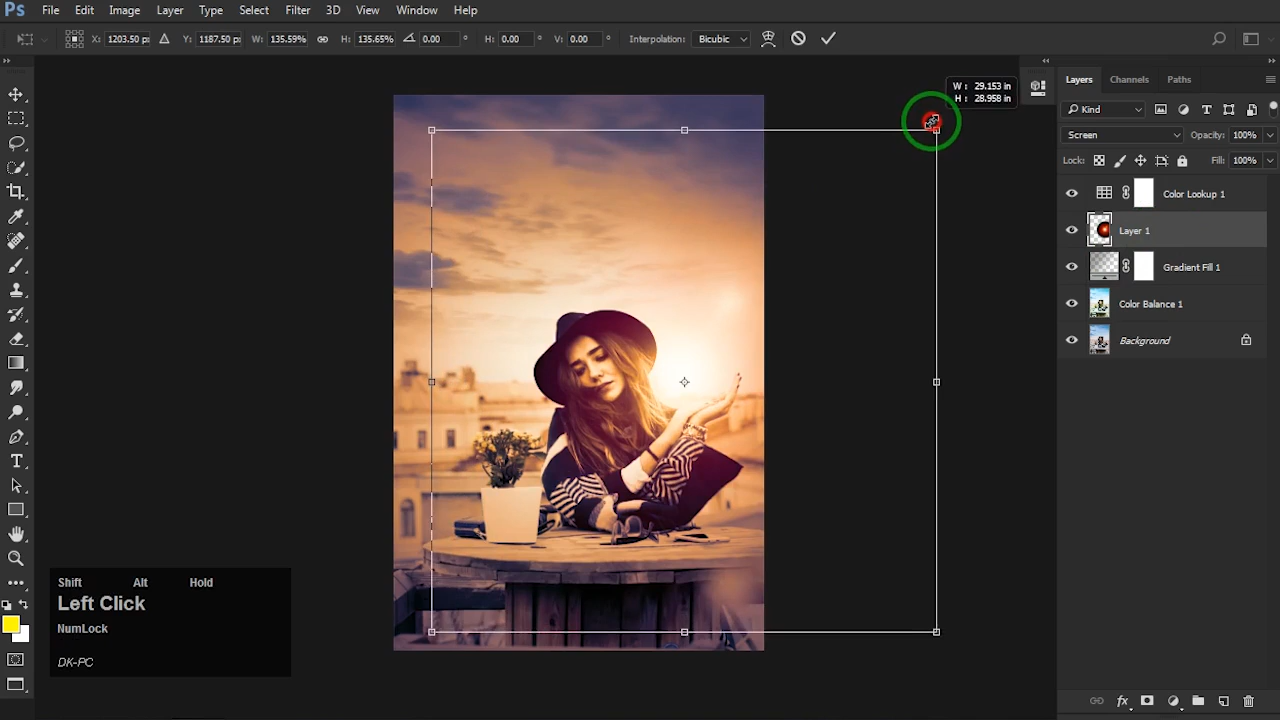 Ps File Edit Image Layer Type Select Filter 3D View Window Help
X: 1203.50 px Y: 1187.50 px W: 135.59% H: 135.65% 0.00 ° H: 0.00 ° V: 0.00 ° Interpolation: Bicubic
Layers Channels Paths
W : 29.153 in
H : 28.958 in
Kind
Screen Opacity: 100%
Lock: Fill: 100%
Color Lookup 1
Layer 1
Gradient Fill 1
Color Balance 1
Background
Shift Alt Hold
Left Click
NumLock
DK-PC